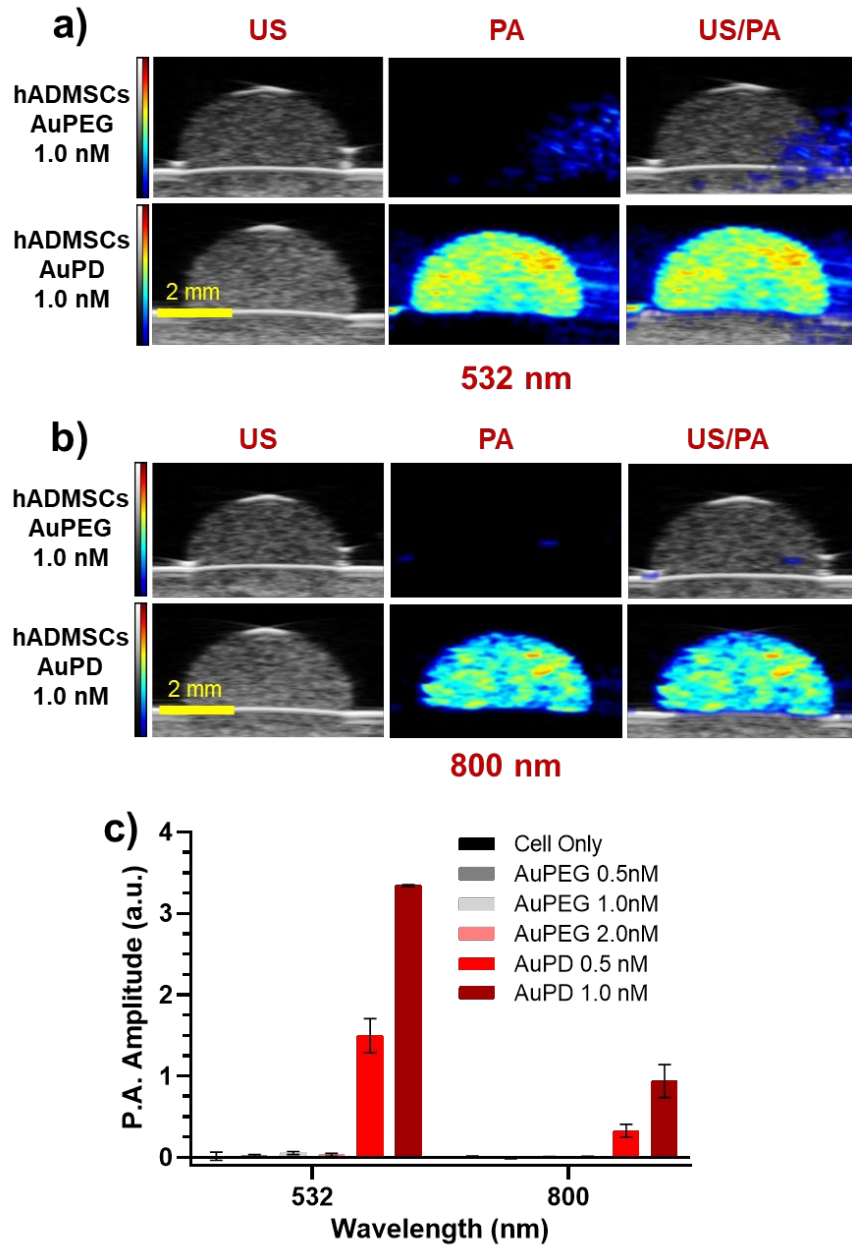 a)
US PA US/PA
hADMSCs
AuPEG
1.0 nM
hADMSCs
AuPD
1.0 nM
2 mm
532 nm
b)
US PA US/PA
hADMSCs
AuPEG
1.0 nM
hADMSCs
AuPD
1.0 nM
2 mm
800 nm
c)
P.A. Amplitude (a.u.)
4
3
2
1
0
Cell Only
AuPEG 0.5nM
AuPEG 1.0nM
AuPEG 2.0nM
AuPD 0.5 nM
AuPD 1.0 nM
532 800
Wavelength (nm)